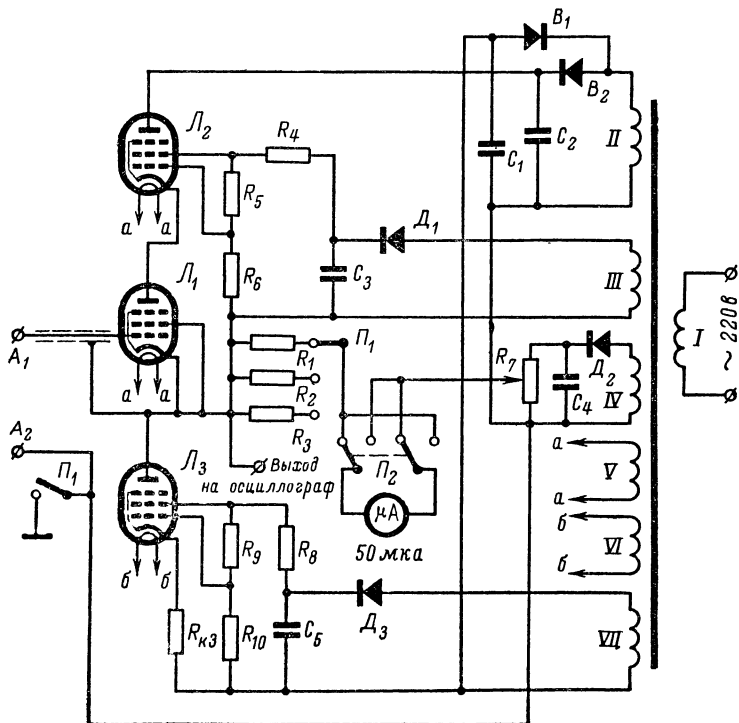 В₁
Л₂
R₄
C₁
C₂
В₂
II
а а
R₅
Д₁
Л₁
R₆
C₃
III
A₁
R₁
П₁
R₇
I
~ 220в
а а
R₂
C₄
Д₂
IV
A₂
R₃
Л₃
Выход
на осциллограф
П₂
а
V
П₁
μА
а
б
50 мка
VI
б б
R₉
R₈
б
Rк3
R₁₀
C₅
Д₃
VII